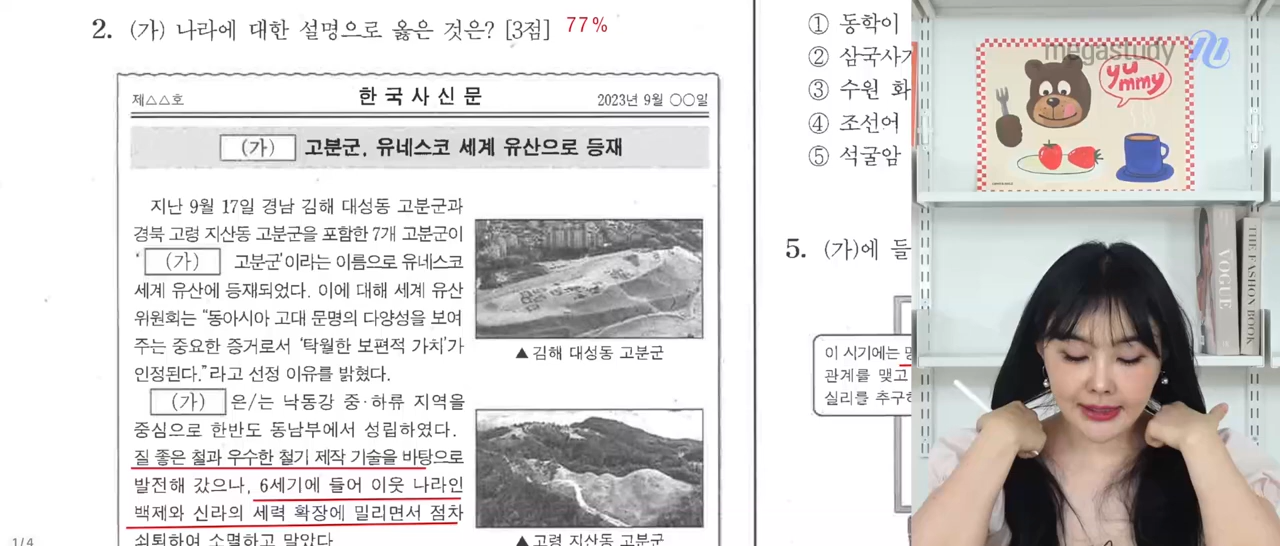 2. (가) 나라에 대한 설명으로 옳은 것은? [3점] 77%
제△△호
한국사신문
2023년 9월 ○○일
(가) 고분군, 유네스코 세계 유산으로 등재
지난 9월 17일 경남 김해 대성동 고분군과
경북 고령 지산동 고분군을 포함한 7개 고분군이
‘ (가) 고분군’이라는 이름으로 유네스코
세계 유산에 등재되었다. 이에 대해 세계 유산
위원회는 “동아시아 고대 문명의 다양성을 보여
주는 중요한 증거로서 ‘탁월한 보편적 가치’가
인정된다.”라고 선정 이유를 밝혔다.
(가) 은/는 낙동강 중·하류 지역을
중심으로 한반도 동남부에서 성립하였다.
질 좋은 철과 우수한 철기 제작 기술을 바탕으로
발전해 갔으나, 6세기에 들어 이웃 나라인
백제와 신라의 세력 확장에 밀리면서 점차
쇠퇴하여 소멸하고 말았다
▲김해 대성동 고분군
▲고령 지산동 고분군
1/4
① 동학이
② 삼국사기
③ 수원 화
④ 조선어
⑤ 석굴암
5. (가)에 들
이 시기에는
관계를 맺고
실리를 추구하
megastudy
yu
mmy
VOGUE
THE FASHION BOOK